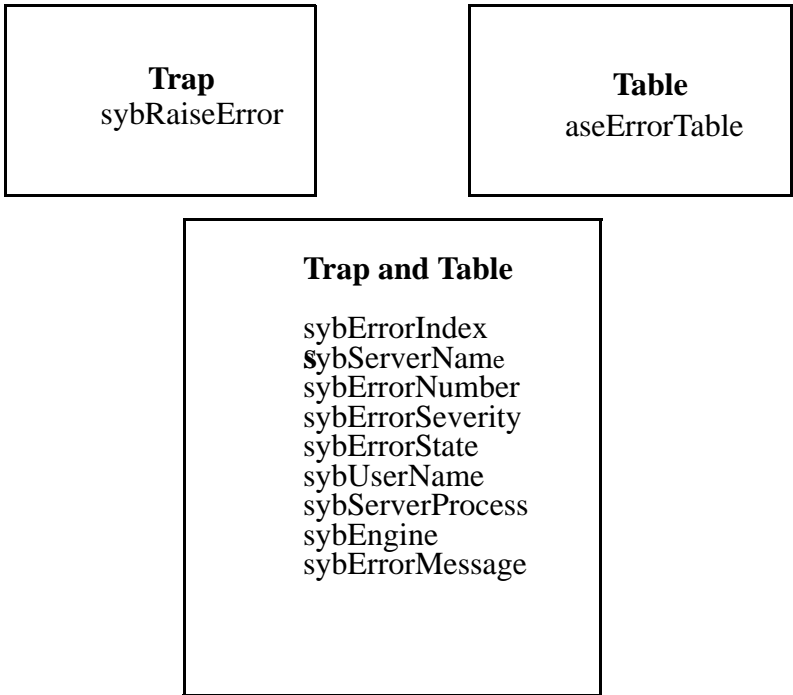 Trap
sybRaiseError
Table
aseErrorTable
Trap and Table
sybErrorIndex
sybServerName
sybErrorNumber
sybErrorSeverity
sybErrorState
sybUserName
sybServerProcess
sybEngine
sybErrorMessage